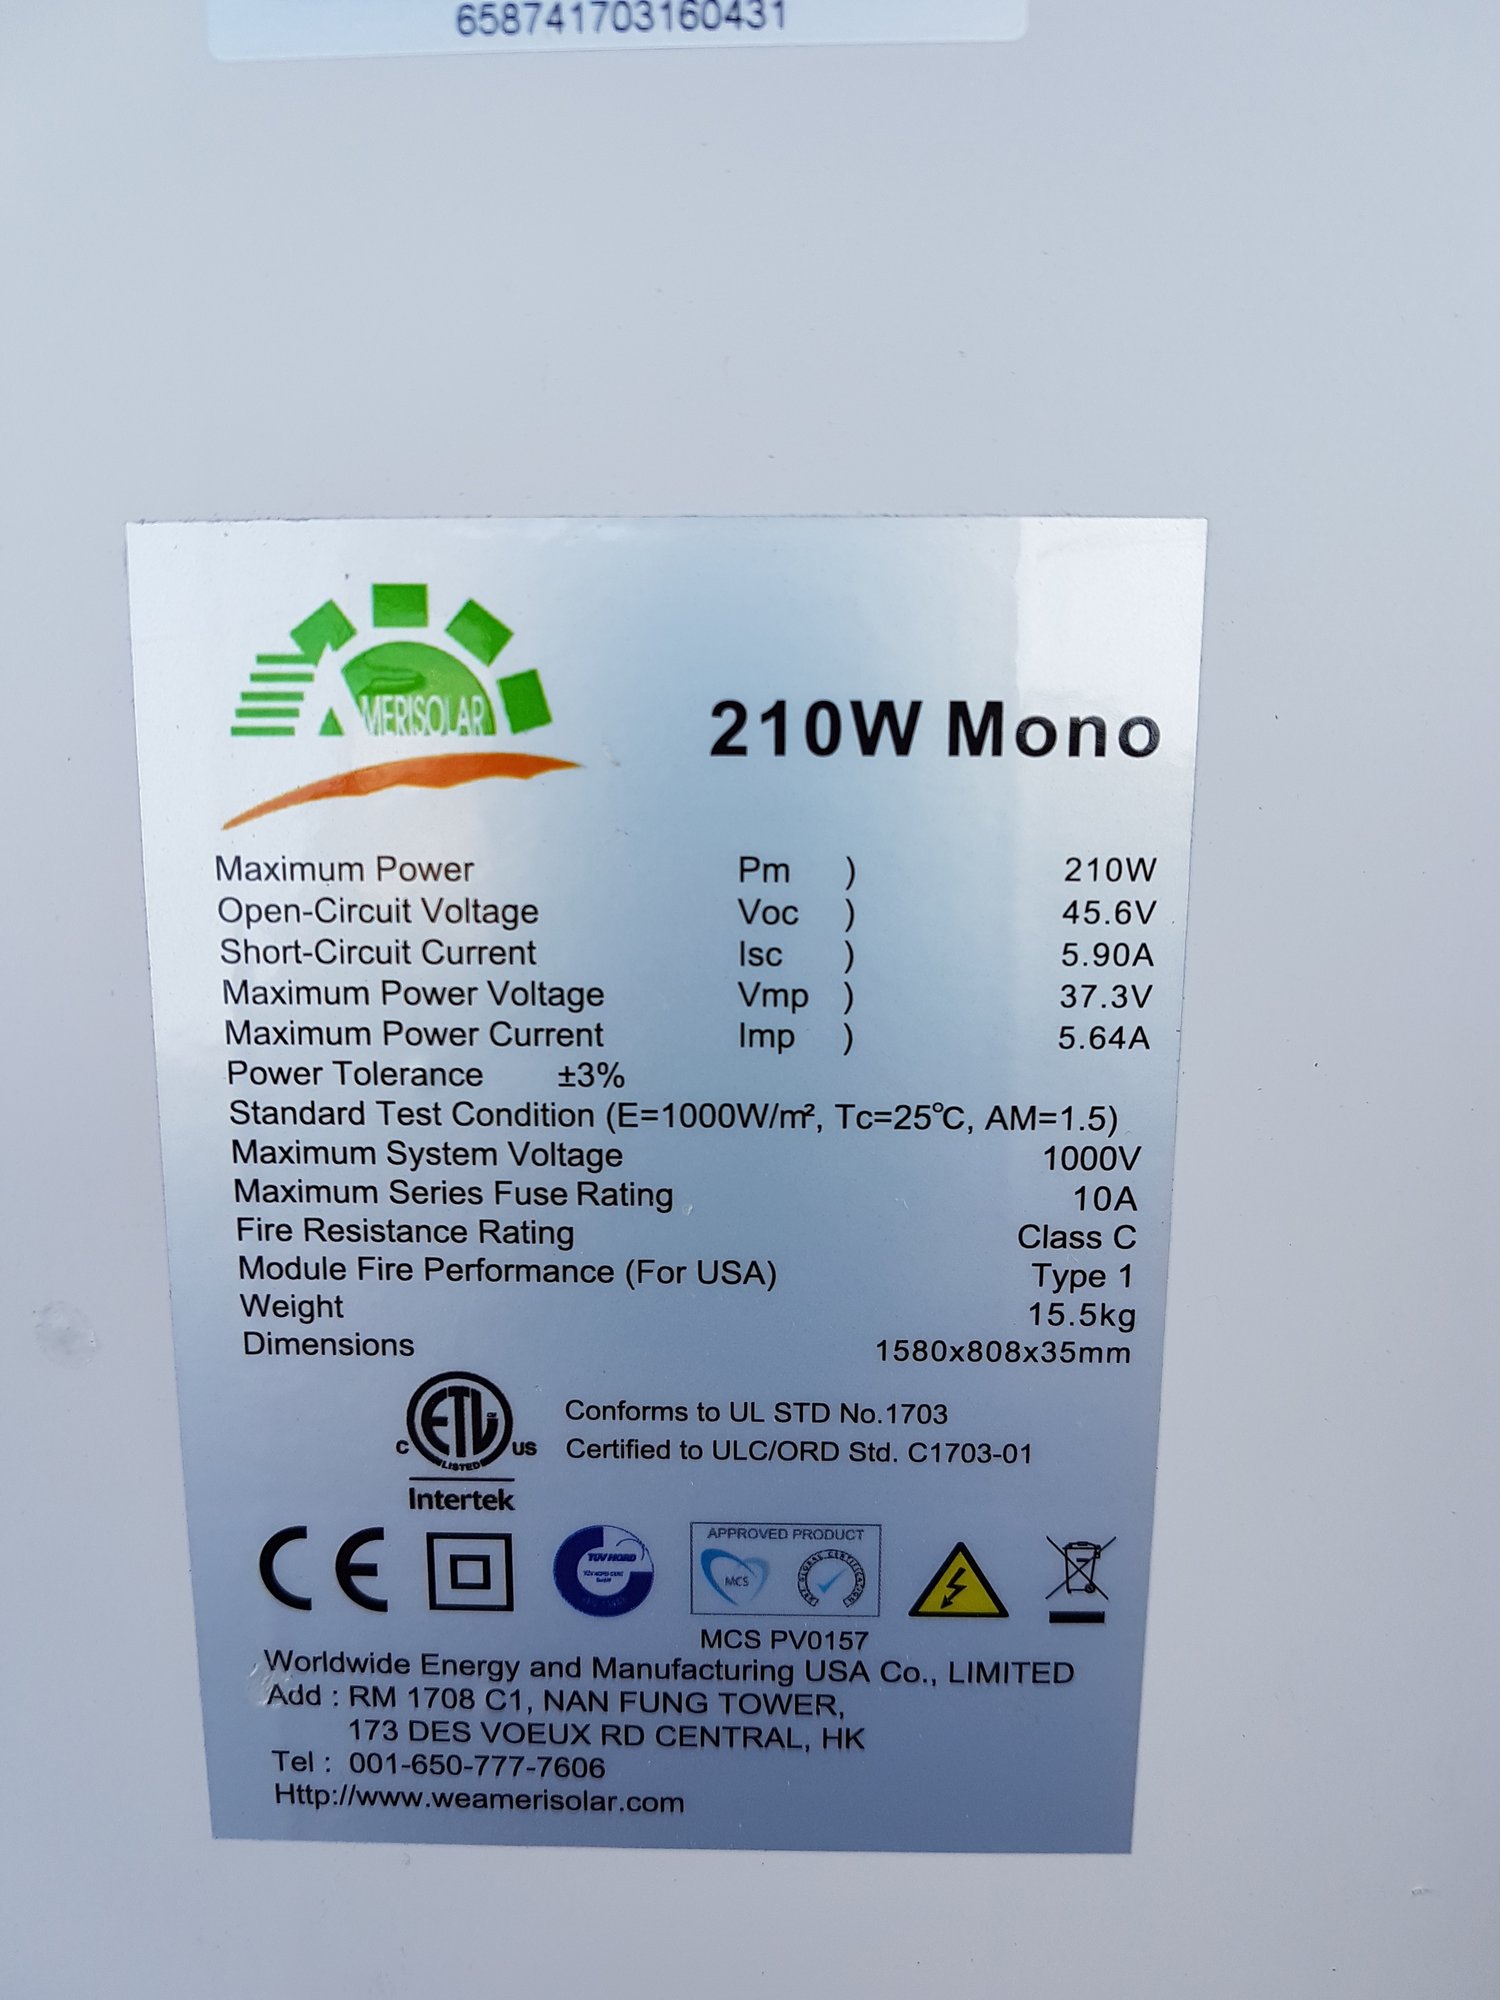 658741703160431
AMERISOLAR
210W Mono
Maximum Power Pm ) 210W
Open-Circuit Voltage Voc ) 45.6V
Short-Circuit Current Isc ) 5.90A
Maximum Power Voltage Vmp ) 37.3V
Maximum Power Current Imp ) 5.64A
Power Tolerance ±3%
Standard Test Condition (E=1000W/m², Tc=25℃, AM=1.5)
Maximum System Voltage 1000V
Maximum Series Fuse Rating 10A
Fire Resistance Rating Class C
Module Fire Performance (For USA) Type 1
Weight 15.5kg
Dimensions 1580x808x35mm
C ETL US
LISTED
Intertek
Conforms to UL STD No.1703
Certified to ULC/ORD Std. C1703-01
CE
TÜV NORD
APPROVED PRODUCT
MCS
MCS PV0157
Worldwide Energy and Manufacturing USA Co., LIMITED
Add : RM 1708 C1, NAN FUNG TOWER,
173 DES VOEUX RD CENTRAL, HK
Tel : 001-650-777-7606
Http://www.weamerisolar.com